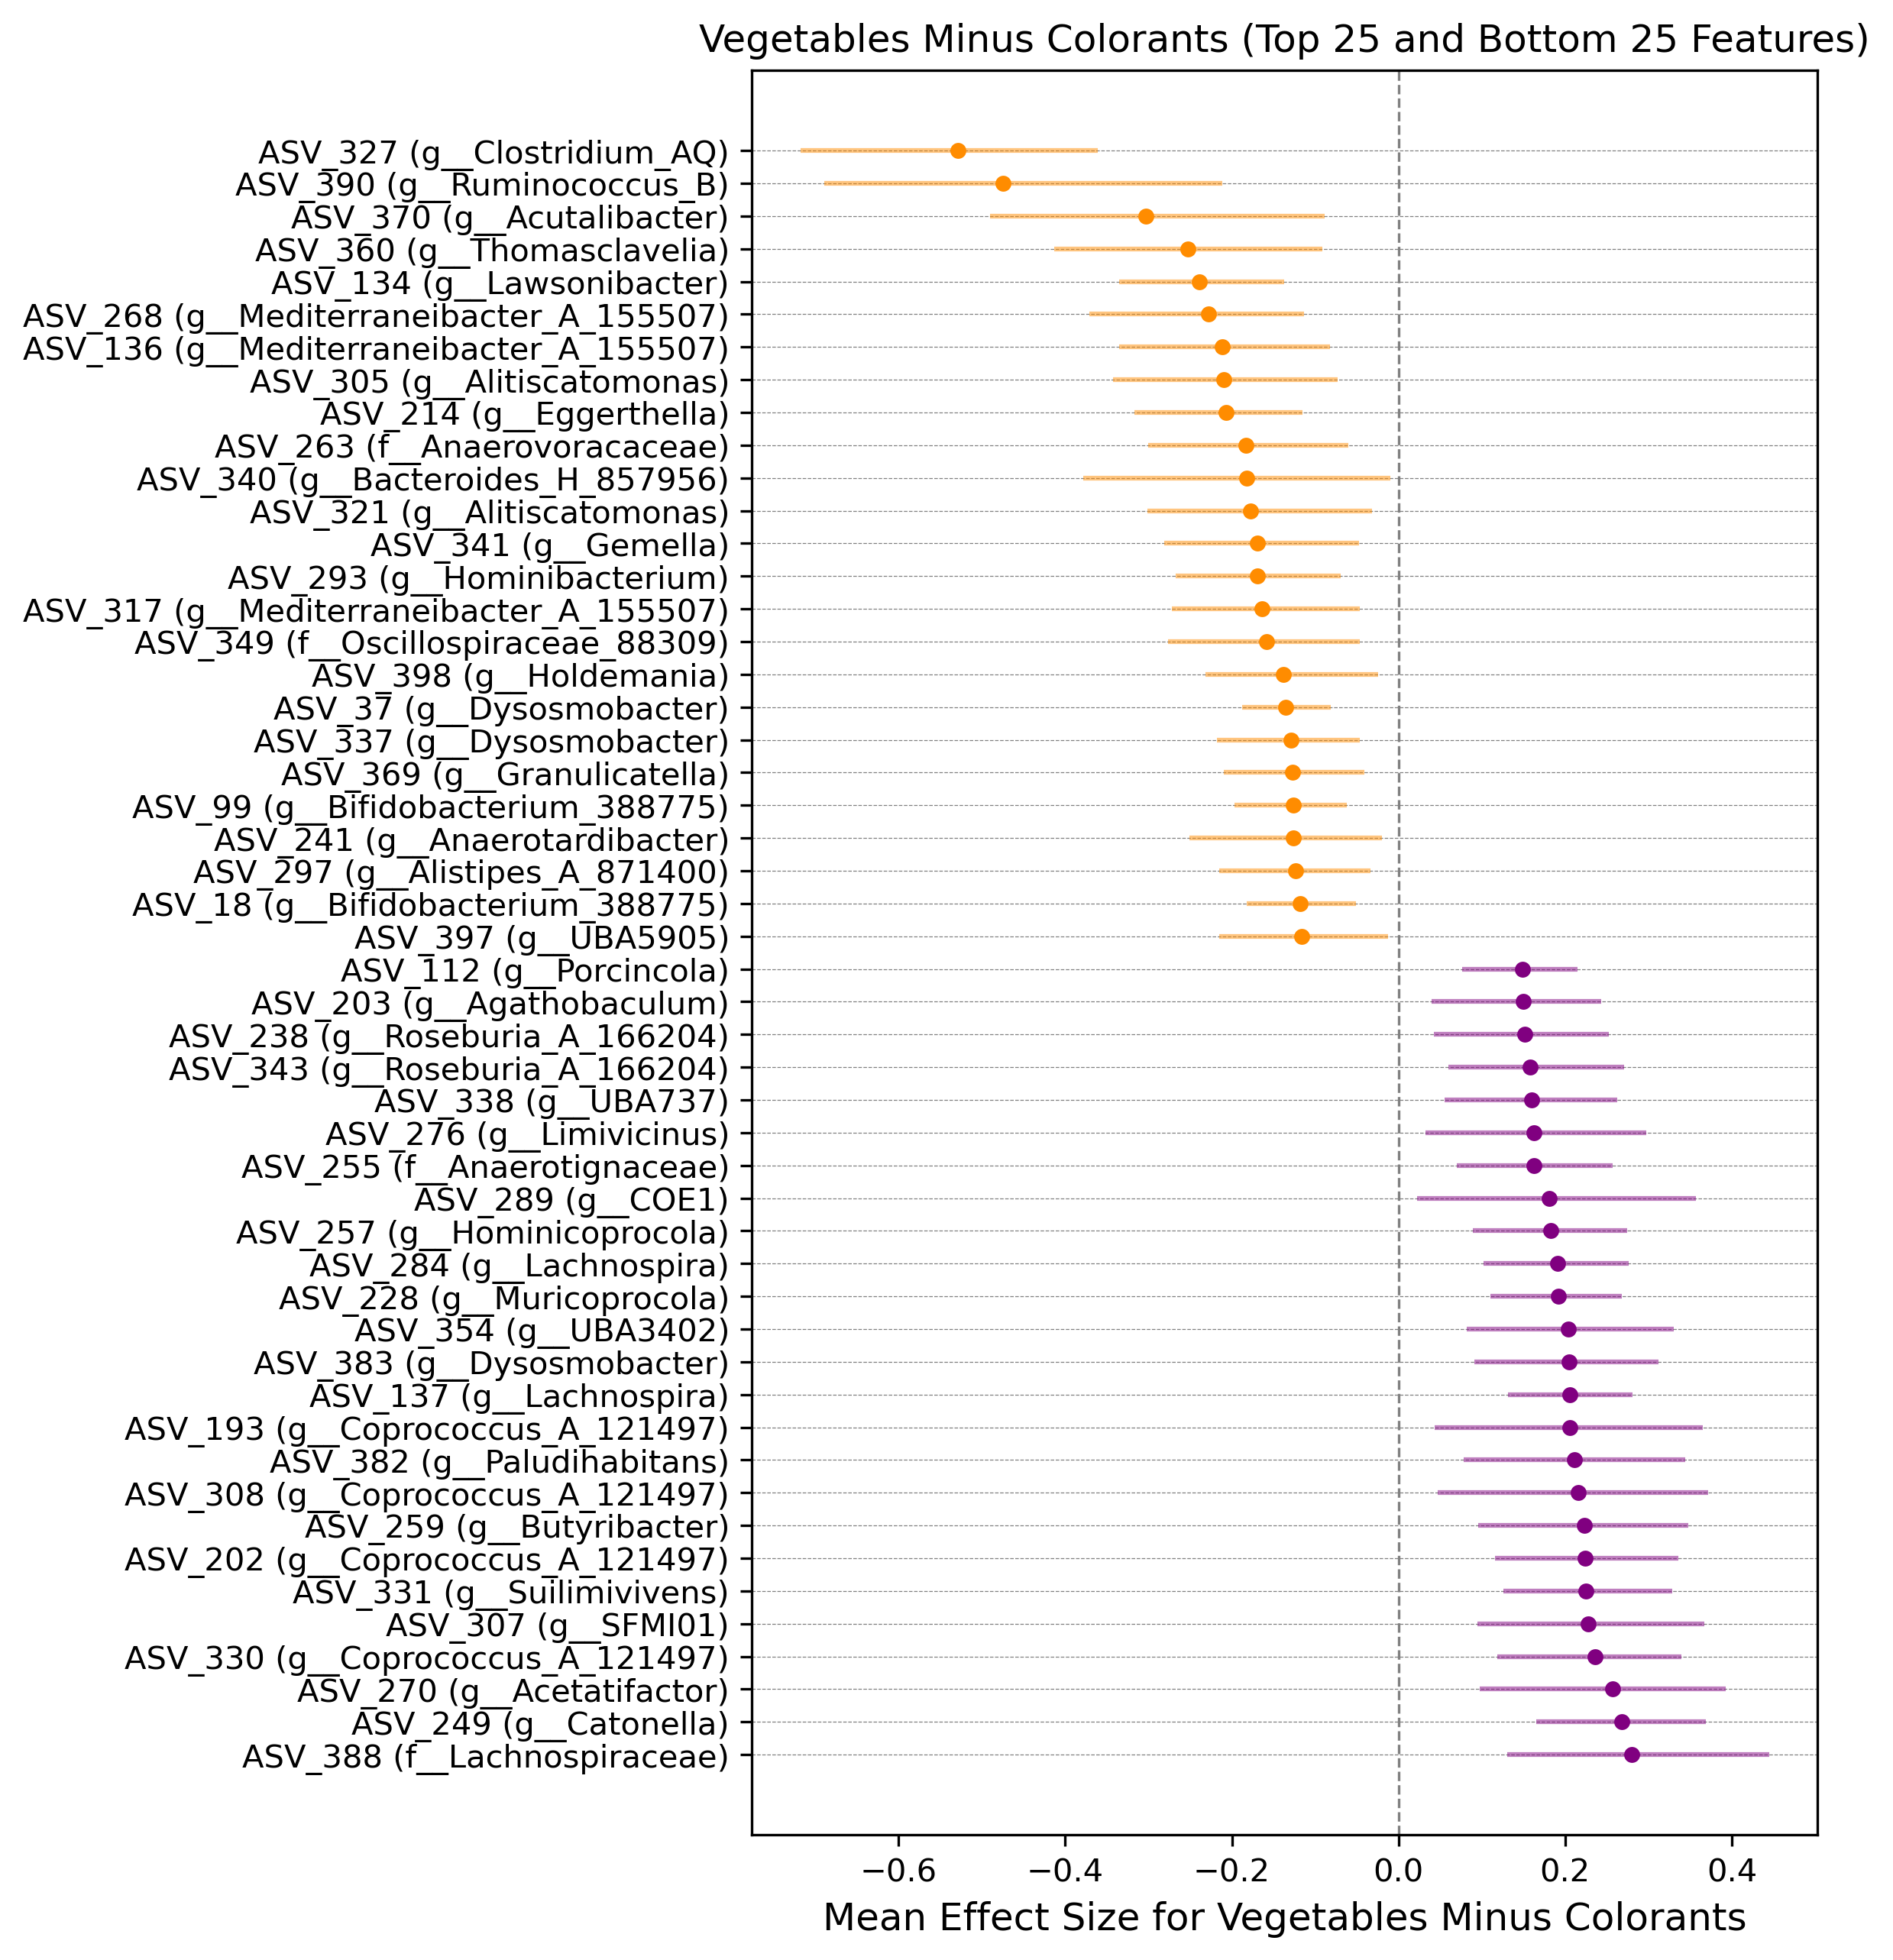 Vegetables Minus Colorants (Top 25 and Bottom 25 Features)
ASV_327 (g__Clostridium_AQ)
ASV_390 (g__Ruminococcus_B)
ASV_370 (g__Acutalibacter)
ASV_360 (g__Thomasclavelia)
ASV_134 (g__Lawsonibacter)
ASV_268 (g__Mediterraneibacter_A_155507)
ASV_136 (g__Mediterraneibacter_A_155507)
ASV_305 (g__Alitiscatomonas)
ASV_214 (g__Eggerthella)
ASV_263 (f__Anaerovoracaceae)
ASV_340 (g__Bacteroides_H_857956)
ASV_321 (g__Alitiscatomonas)
ASV_341 (g__Gemella)
ASV_293 (g__Hominibacterium)
ASV_317 (g__Mediterraneibacter_A_155507)
ASV_349 (f__Oscillospiraceae_88309)
ASV_398 (g__Holdemania)
ASV_37 (g__Dysosmobacter)
ASV_337 (g__Dysosmobacter)
ASV_369 (g__Granulicatella)
ASV_99 (g__Bifidobacterium_388775)
ASV_241 (g__Anaerotardibacter)
ASV_297 (g__Alistipes_A_871400)
ASV_18 (g__Bifidobacterium_388775)
ASV_397 (g__UBA5905)
ASV_112 (g__Porcincola)
ASV_203 (g__Agathobaculum)
ASV_238 (g__Roseburia_A_166204)
ASV_343 (g__Roseburia_A_166204)
ASV_338 (g__UBA737)
ASV_276 (g__Limivicinus)
ASV_255 (f__Anaerotignaceae)
ASV_289 (g__COE1)
ASV_257 (g__Hominicoprocola)
ASV_284 (g__Lachnospira)
ASV_228 (g__Muricoprocola)
ASV_354 (g__UBA3402)
ASV_383 (g__Dysosmobacter)
ASV_137 (g__Lachnospira)
ASV_193 (g__Coprococcus_A_121497)
ASV_382 (g__Paludihabitans)
ASV_308 (g__Coprococcus_A_121497)
ASV_259 (g__Butyribacter)
ASV_202 (g__Coprococcus_A_121497)
ASV_331 (g__Suilimivivens)
ASV_307 (g__SFMI01)
ASV_330 (g__Coprococcus_A_121497)
ASV_270 (g__Acetatifactor)
ASV_249 (g__Catonella)
ASV_388 (f__Lachnospiraceae)
−0.6 −0.4 −0.2 0.0 0.2 0.4
Mean Effect Size for Vegetables Minus Colorants